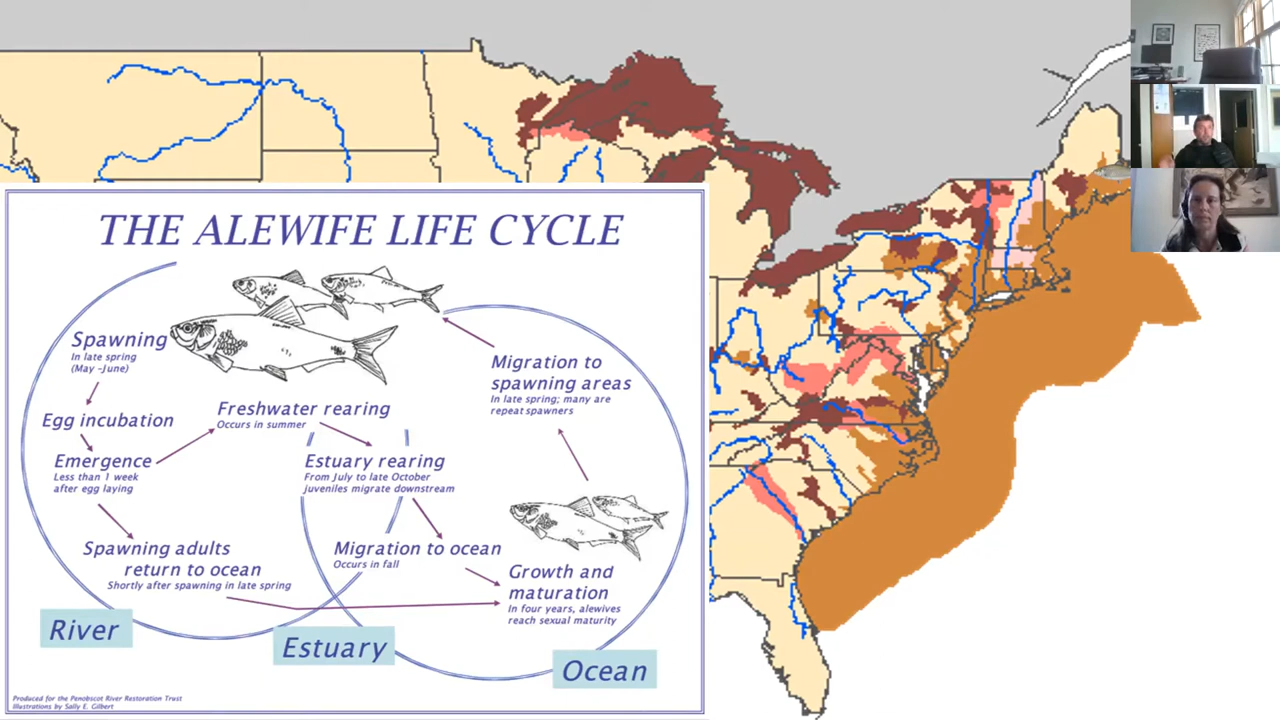 THE ALEWIFE LIFE CYCLE
Spawning
In late spring
(May -June)
Egg incubation
Emergence
Less than 1 week
after egg laying
Spawning adults
return to ocean
Shortly after spawning in late spring
Freshwater rearing
Occurs in summer
Estuary rearing
From July to late October
juveniles migrate downstream
Migration to ocean
Occurs in fall
Growth and
maturation
In four years, alewives
reach sexual maturity
Migration to
spawning areas
In late spring; many are
repeat spawners
River
Estuary
Ocean
Produced for the Penobscot River Restoration Trust
Illustrations by Sally E. Gilbert